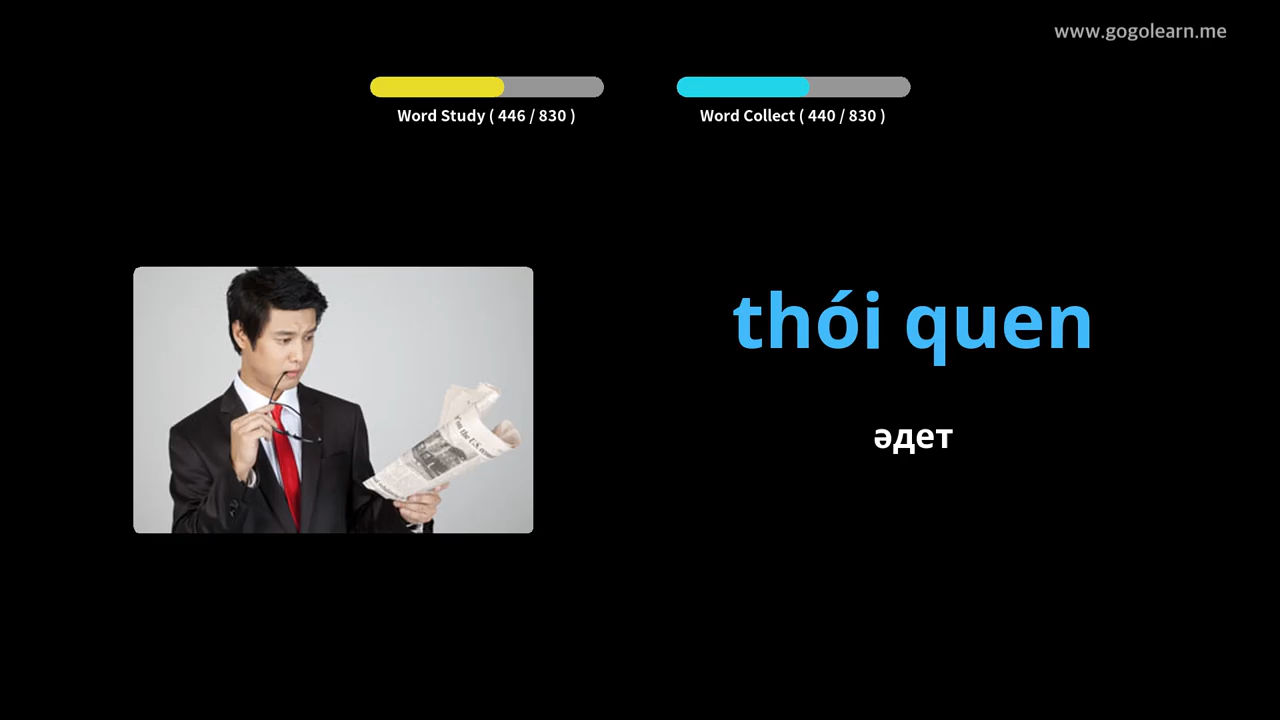 www.gogolearn.me
Word Study ( 446 / 830 )
Word Collect ( 440 / 830 )
thói quen
әдет